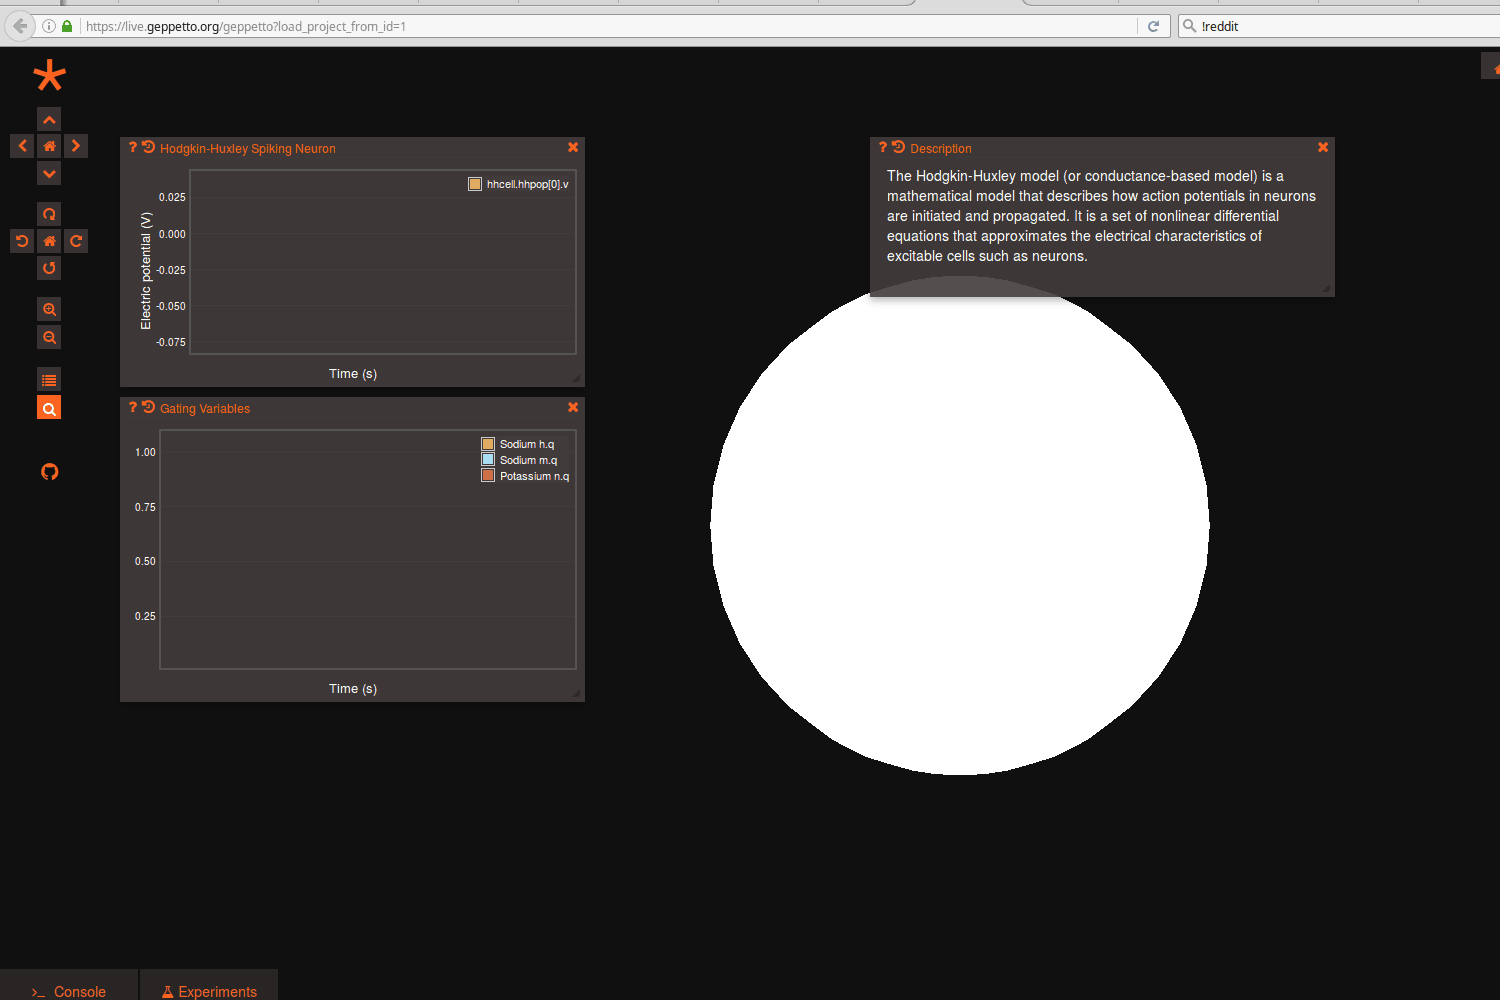 https://live.geppetto.org/geppetto?load_project_from_id=1
!reddit
? Hodgkin-Huxley Spiking Neuron
hhcell.hhpop[0].v
0.025
0.000
-0.025
-0.050
-0.075
Electric potential (V)
Time (s)
? Description
The Hodgkin-Huxley model (or conductance-based model) is a
mathematical model that describes how action potentials in neurons
are initiated and propagated. It is a set of nonlinear differential
equations that approximates the electrical characteristics of
excitable cells such as neurons.
? Gating Variables
Sodium h.q
Sodium m.q
Potassium n.q
1.00
0.75
0.50
0.25
Time (s)
>_ Console
Experiments